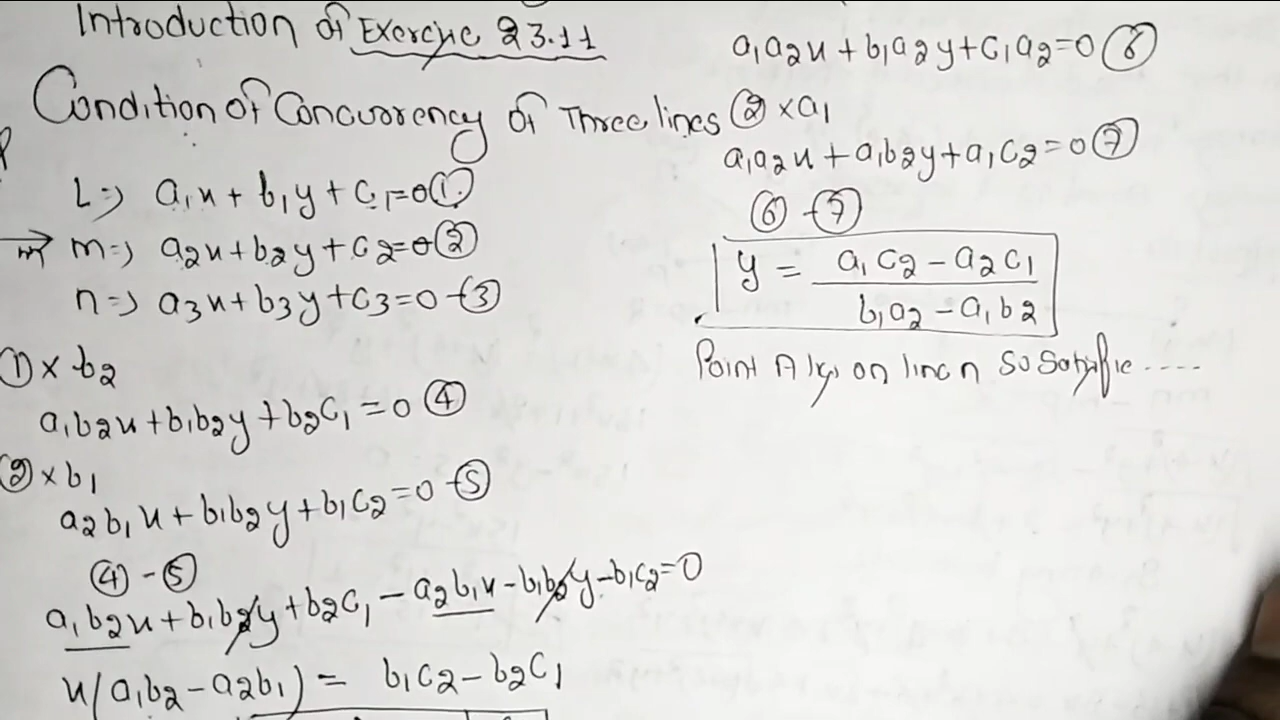 Introduction of Exercise 23.11
Condition of Concurrency of Three lines
L => a₁x + b₁y + c₁=0 ①
m => a₂x + b₂y + c₂=0 ②
n => a₃x + b₃y + c₃=0 -③
① × b₂
a₁b₂x + b₁b₂y + b₂c₁ = 0 ④
② × b₁
a₂b₁x + b₁b₂y + b₁c₂ = 0 -⑤
④ - ⑤
a₁b₂x + b₁b₂y + b₂c₁ - a₂b₁x - b₁b₂y - b₁c₂ = 0
x(a₁b₂ - a₂b₁) = b₁c₂ - b₂c₁
a₁a₂x + b₁a₂y + c₁a₂ = 0 ⑥
② × a₁
a₁a₂x + a₁b₂y + a₁c₂ = 0 ⑦
⑥ - ⑦
y = a₁c₂ - a₂c₁
b₁a₂ - a₁b₂
Point A lys on line n so satisfie ....